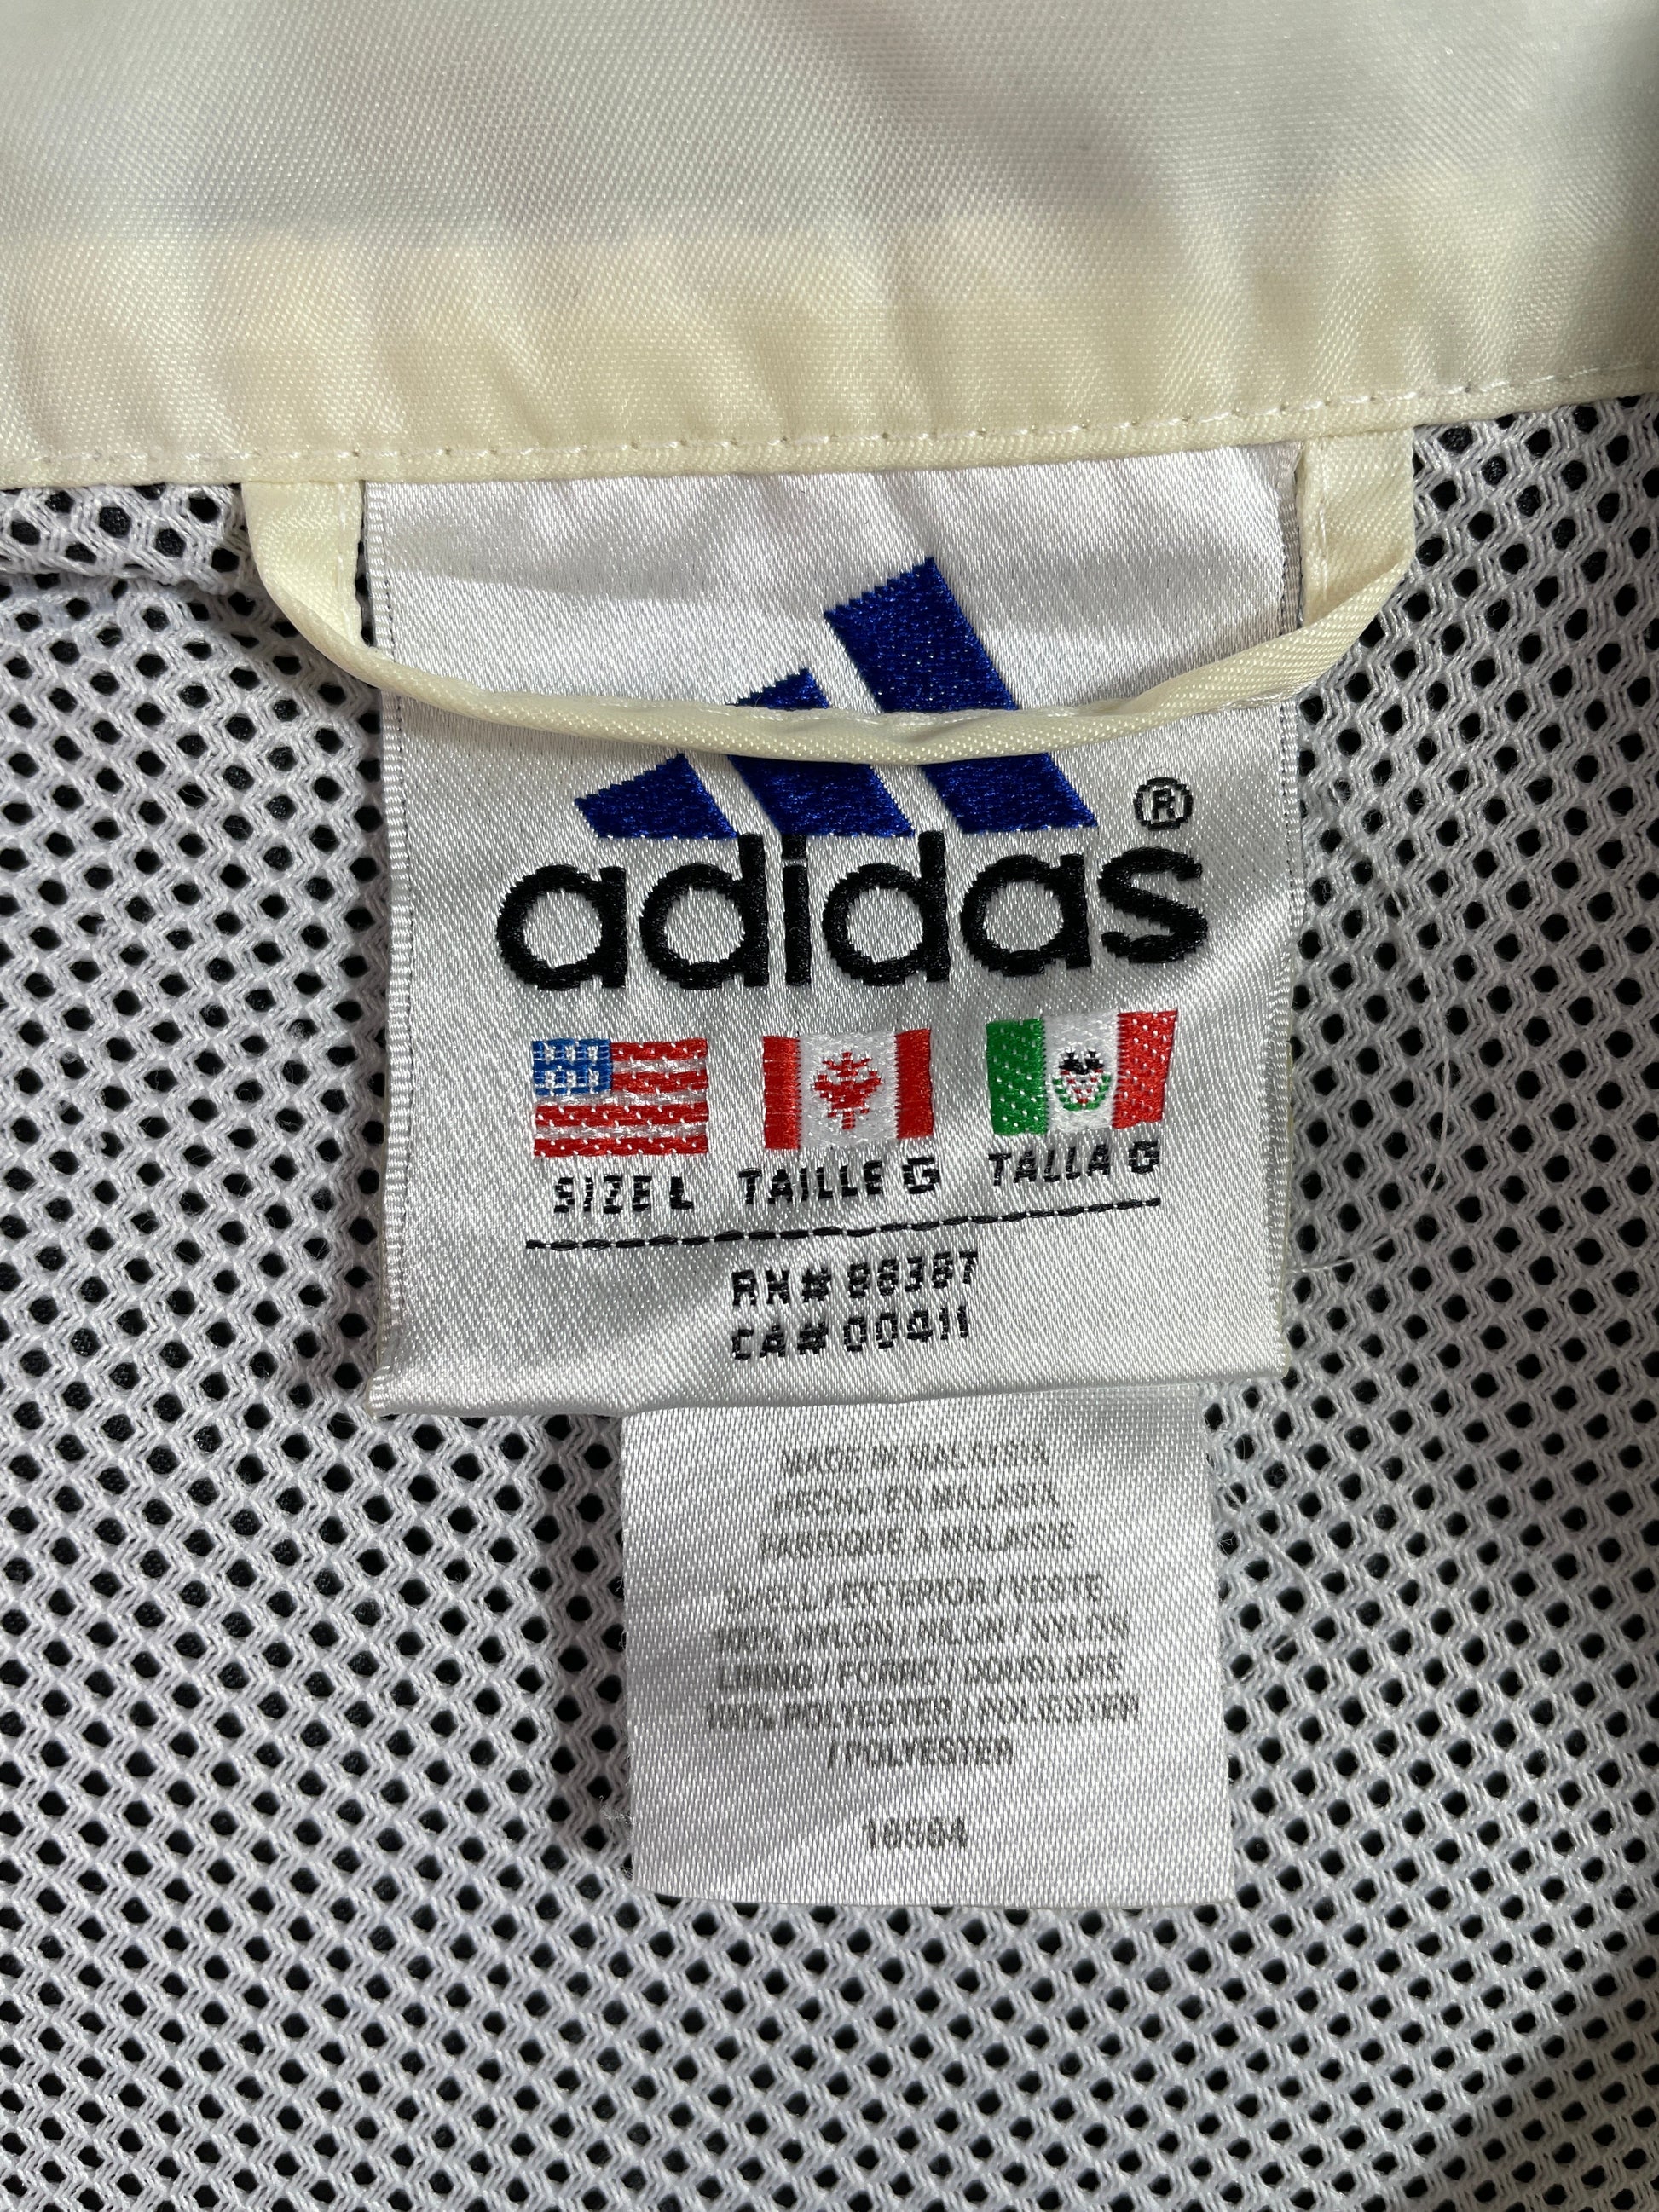 adidas®
SIZE L TAILLE G TALLA G
RN# 88387
CA# 00411
MADE IN MALAYSIA
HECHO EN MALASIA
FABRIQUE A MALAISIE
SHELL / EXTERIOR / VESTE
100% NYLON / NILON / NYLON
LINING / FORRO / DOUBLURE
100% POLYESTER / POLIESTER
/ POLYESTER
16564